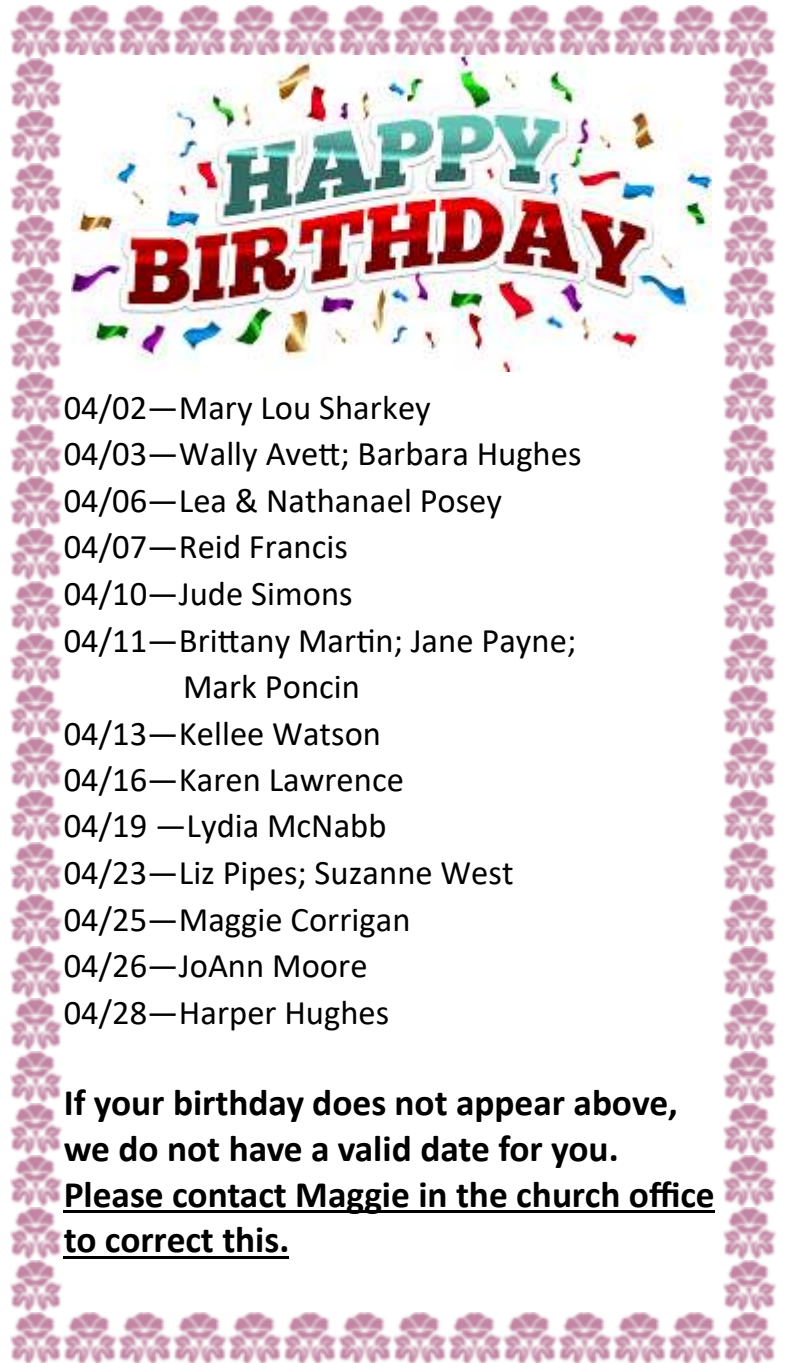 HAPPY
BIRTHDAY
04/02—Mary Lou Sharkey
04/03—Wally Avett; Barbara Hughes
04/06—Lea & Nathanael Posey
04/07—Reid Francis
04/10—Jude Simons
04/11—Brittany Martin; Jane Payne;
Mark Poncin
04/13—Kellee Watson
04/16—Karen Lawrence
04/19 —Lydia McNabb
04/23—Liz Pipes; Suzanne West
04/25—Maggie Corrigan
04/26—JoAnn Moore
04/28—Harper Hughes
If your birthday does not appear above,
we do not have a valid date for you.
Please contact Maggie in the church office
to correct this.